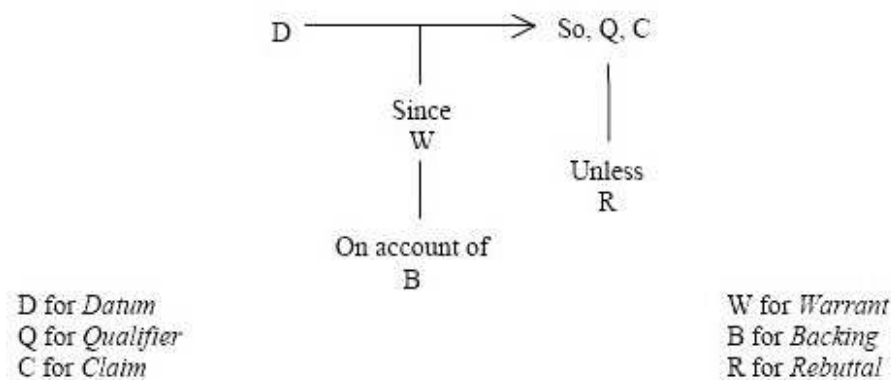 D
So, Q, C
Since
W
Unless
R
On account of
B
D for Datum
Q for Qualifier
C for Claim
W for Warrant
B for Backing
R for Rebuttal